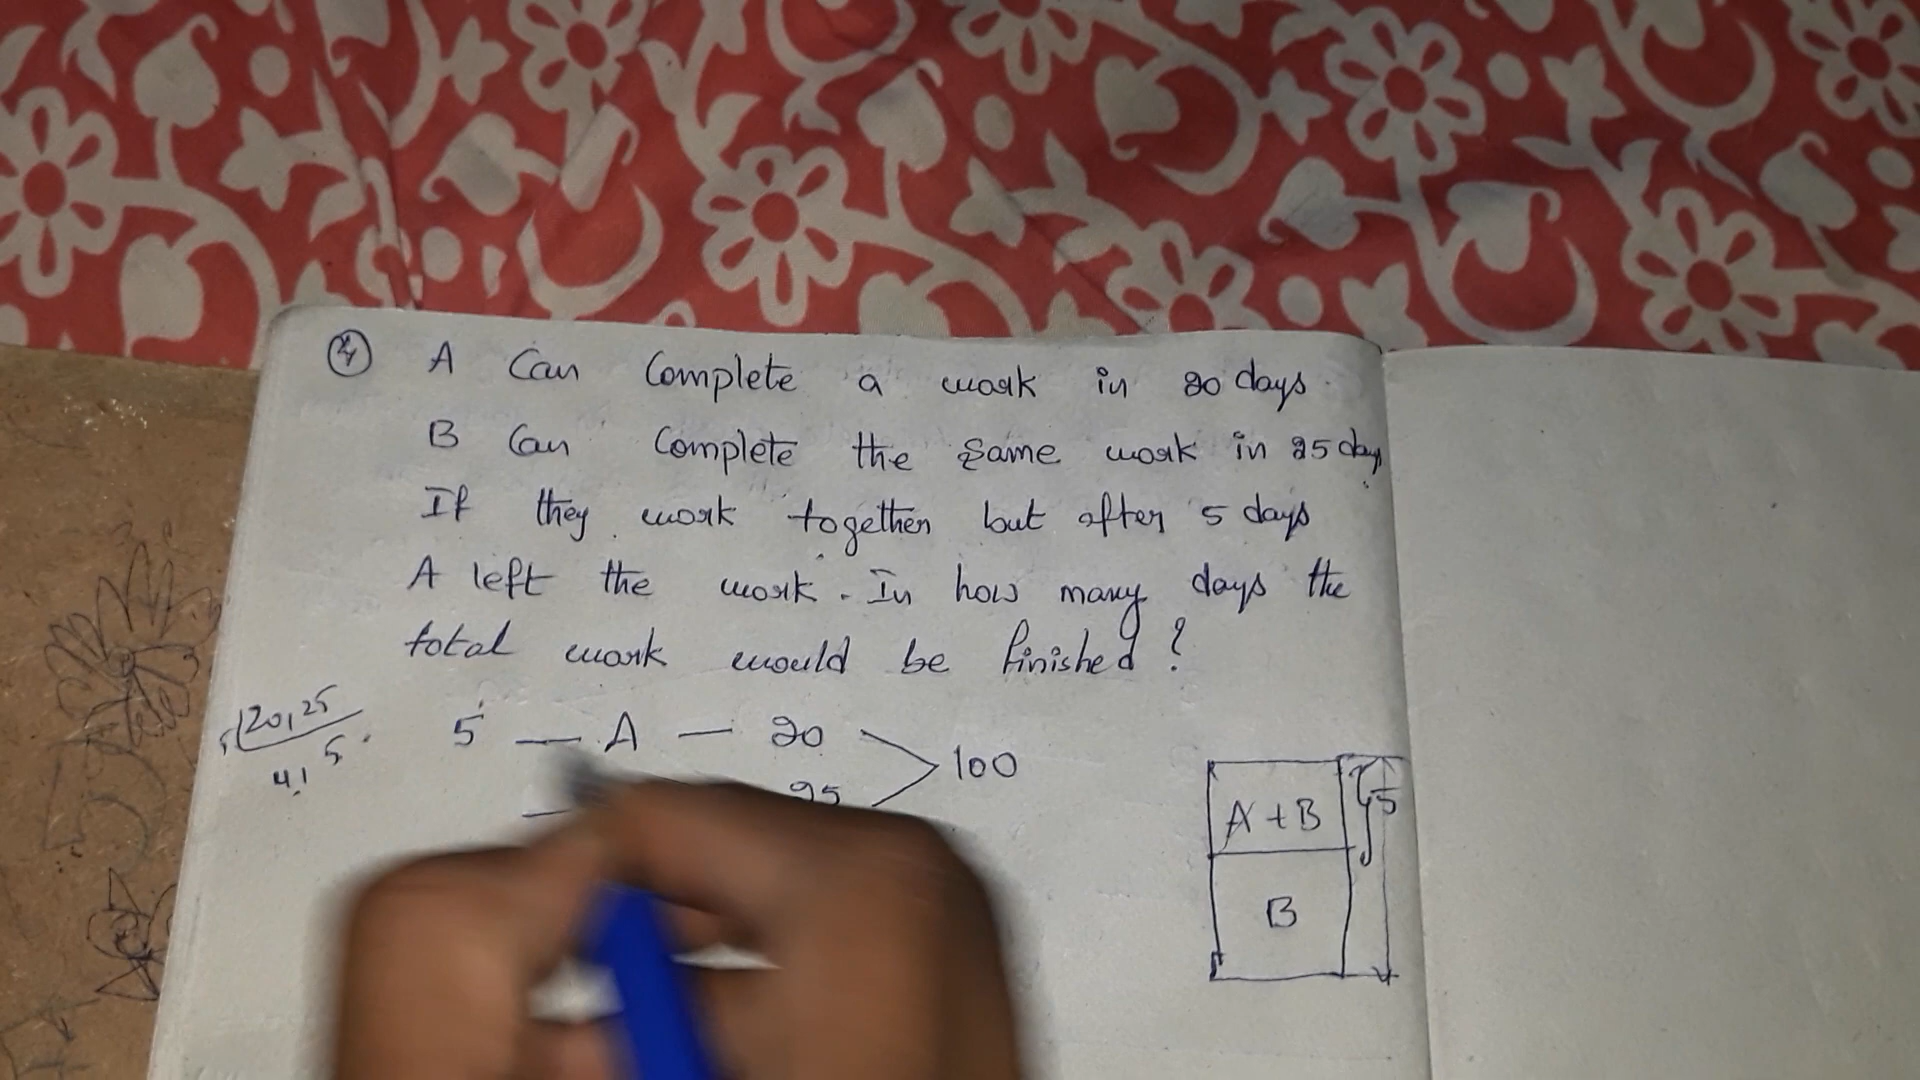 4 A Can Complete a work in 20 days.
B Can Complete the same work in 25 days
If they work together but after 5 days
A left the work. In how many days the
total work would be finished?
5 20, 25
4, 5
5 — A — 20
— 25
100
A + B
5
B